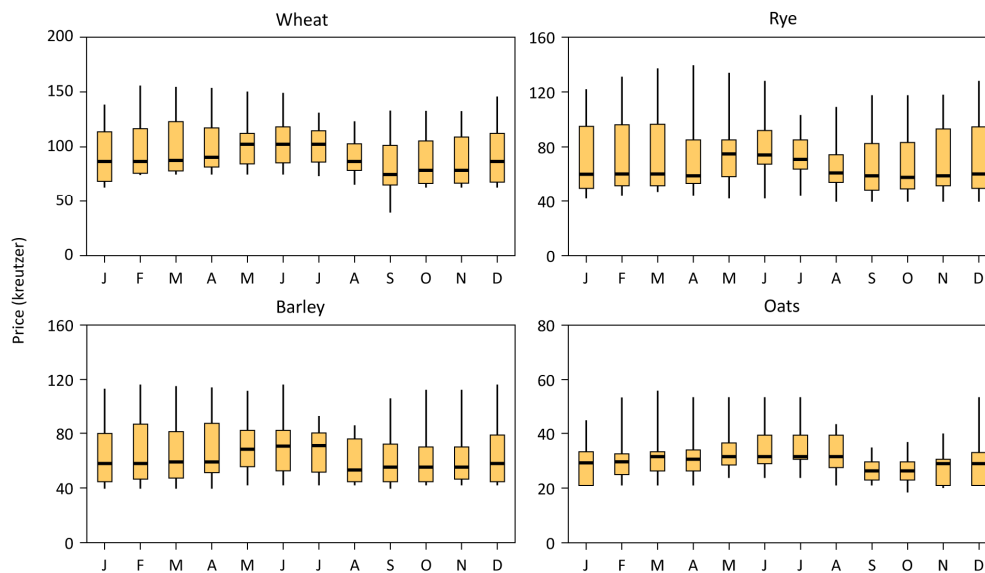 Wheat
200
150
100
50
0
J F M A M J J A S O N D
Rye
160
120
80
40
0
J F M A M J J A S O N D
Price (kreutzer)
Barley
160
120
80
40
0
J F M A M J J A S O N D
Oats
80
60
40
20
0
J F M A M J J A S O N D